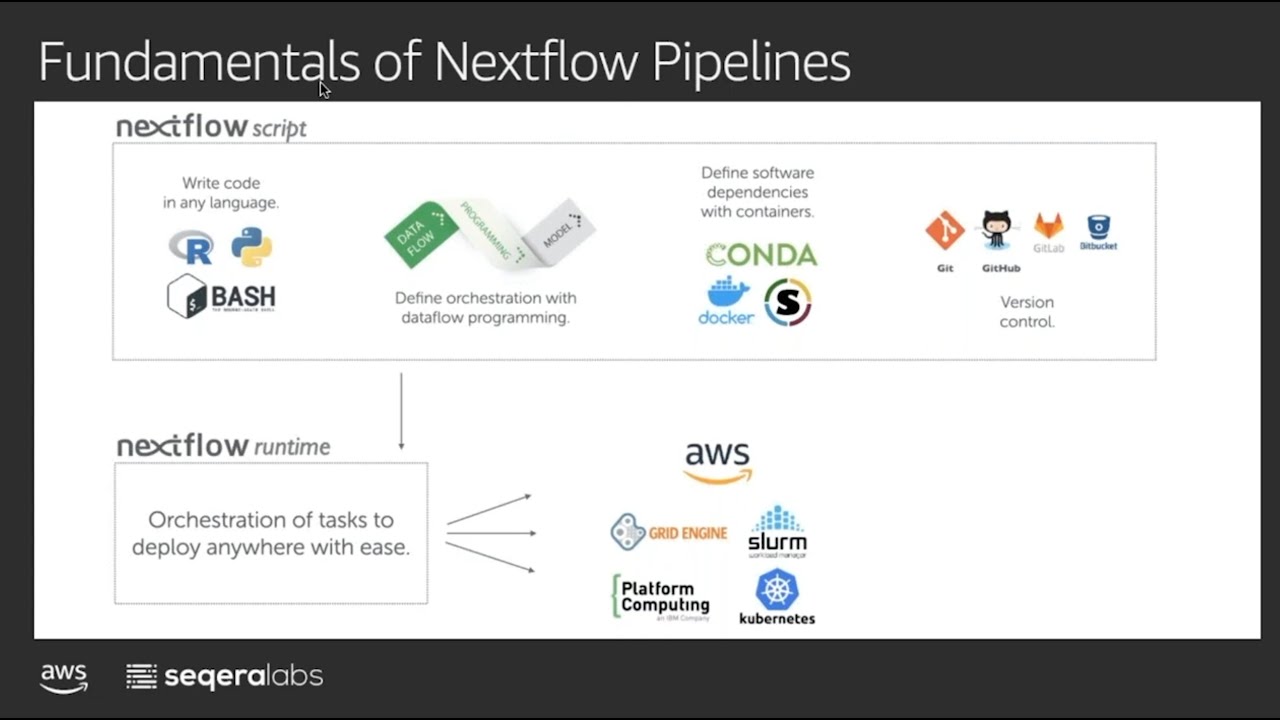 Fundamentals of Nextflow Pipelines
nextflow script
Write code
in any language.
R
$_ BASH
DATA
FLOW
PROGRAMMING
MODEL
Define orchestration with
dataflow programming.
Define software
dependencies
with containers.
CONDA
docker
S
Git
GitHub
GitLab
Bitbucket
Version
control.
nextflow runtime
Orchestration of tasks to
deploy anywhere with ease.
aws
GRID ENGINE
slurm
workload manager
Platform
Computing
an IBM Company
kubernetes
aws
seqeralabs